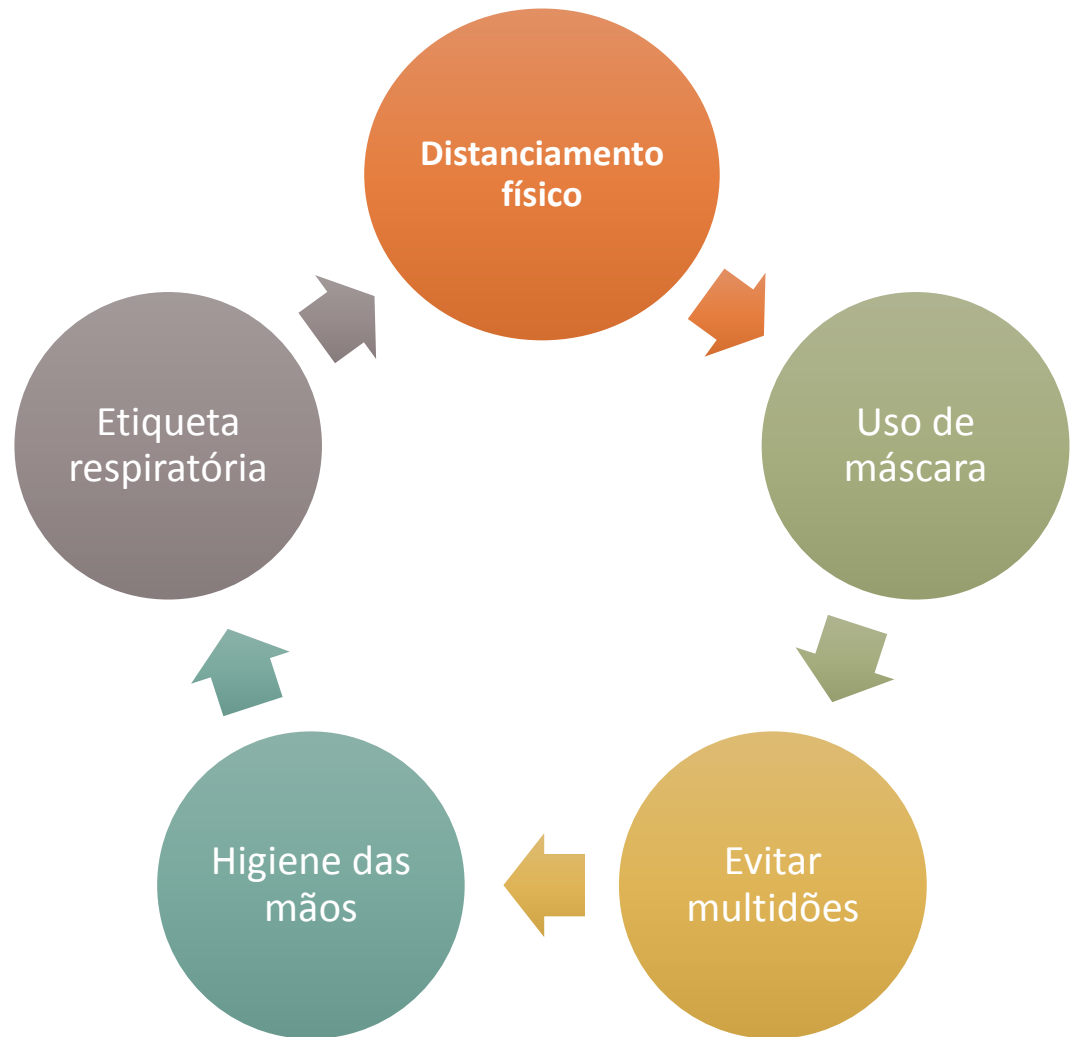 Distanciamento
físico
Uso de
máscara
Evitar
multidões
Higiene das
mãos
Etiqueta
respiratória